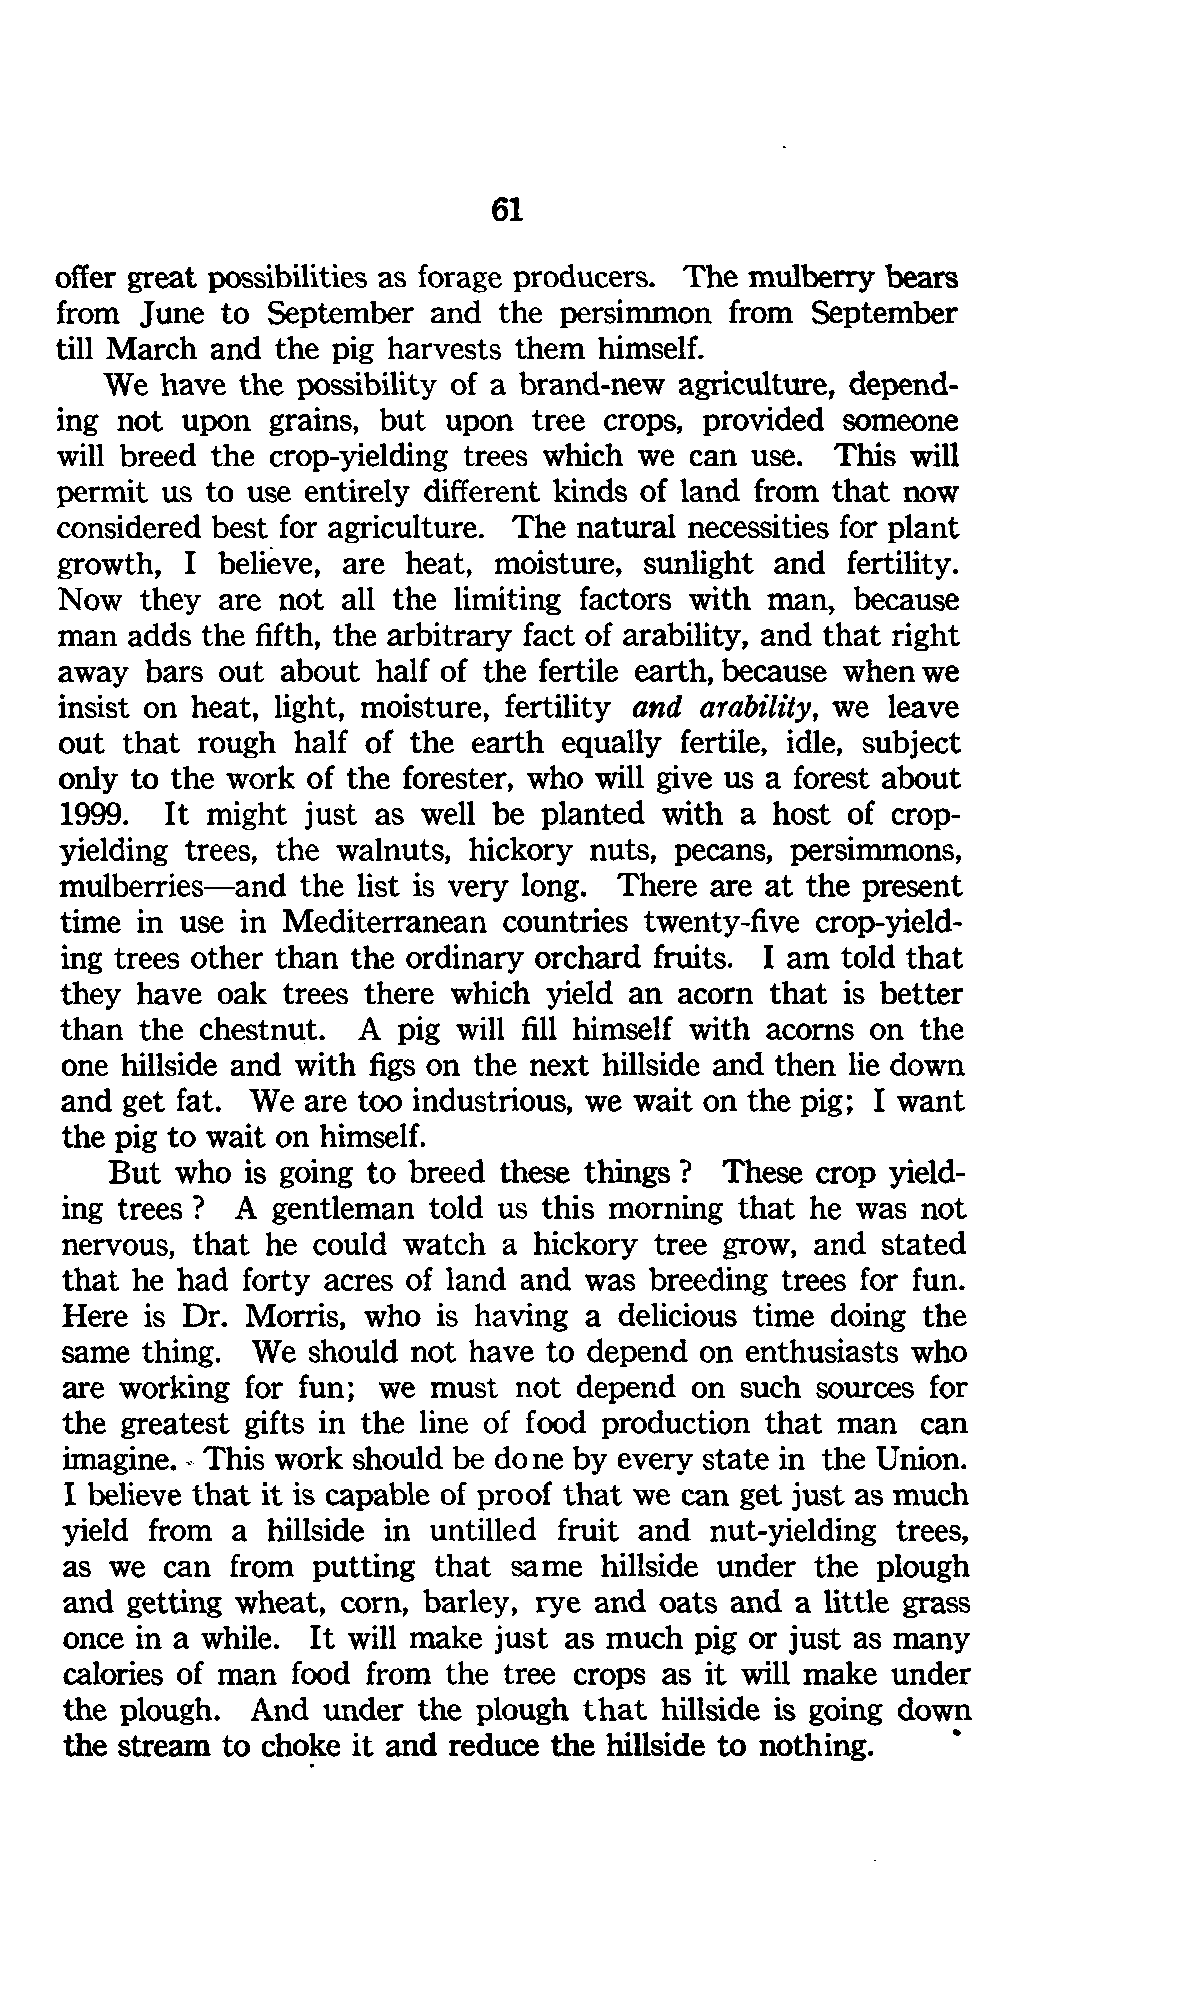 61
offer great possibilities as forage producers. The mulberry bears
from June to September and the persimmon from September
till March and the pig harvests them himself.
We have the possibility of a brand-new agriculture, depend-
ing not upon grains, but upon tree crops, provided someone
will breed the crop-yielding trees which we can use. This will
permit us to use entirely different kinds of land from that now
considered best for agriculture. The natural necessities for plant
growth, I believe, are heat, moisture, sunlight and fertility.
Now they are not all the limiting factors with man, because
man adds the fifth, the arbitrary fact of arability, and that right
away bars out about half of the fertile earth, because when we
insist on heat, light, moisture, fertility and arability, we leave
out that rough half of the earth equally fertile, idle, subject
only to the work of the forester, who will give us a forest about
1999. It might just as well be planted with a host of crop-
yielding trees, the walnuts, hickory nuts, pecans, persimmons,
mulberries—and the list is very long. There are at the present
time in use in Mediterranean countries twenty-five crop-yield-
ing trees other than the ordinary orchard fruits. I am told that
they have oak trees there which yield an acorn that is better
than the chestnut. A pig will fill himself with acorns on the
one hillside and with figs on the next hillside and then lie down
and get fat. We are too industrious, we wait on the pig; I want
the pig to wait on himself.
But who is going to breed these things? These crop yield-
ing trees? A gentleman told us this morning that he was not
nervous, that he could watch a hickory tree grow, and stated
that he had forty acres of land and was breeding trees for fun.
Here is Dr. Morris, who is having a delicious time doing the
same thing. We should not have to depend on enthusiasts who
are working for fun; we must not depend on such sources for
the greatest gifts in the line of food production that man can
imagine. This work should be done by every state in the Union.
I believe that it is capable of proof that we can get just as much
yield from a hillside in untilled fruit and nut-yielding trees,
as we can from putting that same hillside under the plough
and getting wheat, corn, barley, rye and oats and a little grass
once in a while. It will make just as much pig or just as many
calories of man food from the tree crops as it will make under
the plough. And under the plough that hillside is going down
the stream to choke it and reduce the hillside to nothing.